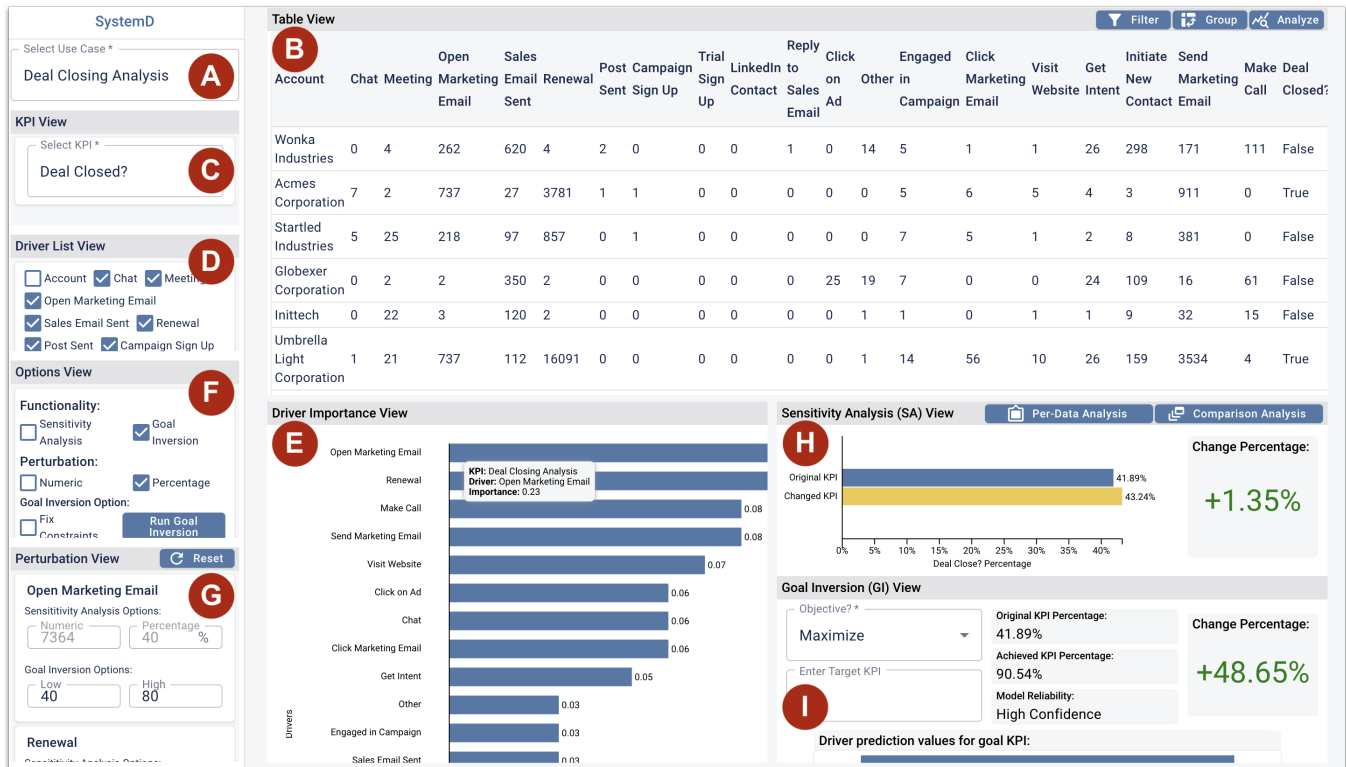 SystemD
Select Use Case *
Deal Closing Analysis
A
KPI View
Select KPI *
Deal Closed?
C
Driver List View
D
Account Chat Meeting
Open Marketing Email
Sales Email Sent Renewal
Post Sent Campaign Sign Up
Options View
F
Functionality:
Sensitivity Analysis
Goal Inversion
Perturbation:
Numeric Percentage
Goal Inversion Option:
Fix Constraints
Run Goal Inversion
Perturbation View Reset
G
Open Marketing Email
Sensititivity Analysis Options:
Numeric Percentage
7364 40 %
Goal Inversion Options:
Low High
40 80
Renewal
Table View Filter Group Analyze
B
Account Chat Meeting Open Marketing Email Sales Email Sent Renewal Post Sent Campaign Sign Up Trial Sign Up LinkedIn Contact Reply to Sales Email Click on Ad Other Engaged in Campaign Click Marketing Email Visit Website Get Intent Initiate New Contact Send Marketing Email Make Call Deal Closed?
Wonka Industries 0 4 262 620 4 2 0 0 0 1 0 14 5 1 1 26 298 171 111 False
Acmes Corporation 7 2 737 27 3781 1 1 0 0 0 0 0 5 6 5 4 3 911 0 True
Startled Industries 5 25 218 97 857 0 1 0 0 0 0 0 7 5 1 2 8 381 0 False
Globexer Corporation 0 2 2 350 2 0 0 0 0 0 25 19 7 0 0 24 109 16 61 False
Inittech 0 22 3 120 2 0 0 0 0 0 0 1 1 0 1 1 9 32 15 False
Umbrella Light Corporation 1 21 737 112 16091 0 0 0 0 0 0 1 14 56 10 26 159 3534 4 True
Driver Importance View
E
Open Marketing Email
Renewal
KPI: Deal Closing Analysis
Driver: Open Marketing Email
Importance: 0.23
Make Call 0.08
Send Marketing Email 0.08
Visit Website 0.07
Click on Ad 0.06
Chat 0.06
Click Marketing Email 0.06
Get Intent 0.05
Other 0.03
Engaged in Campaign 0.03
Sales Email Sent 0.03
Drivers
Sensitivity Analysis (SA) View Per-Data Analysis Comparison Analysis
H
Original KPI 41.89%
Changed KPI 43.24%
0% 5% 10% 15% 20% 25% 30% 35% 40%
Deal Close? Percentage
Change Percentage:
+1.35%
Goal Inversion (GI) View
Objective? *
Maximize
Enter Target KPI
I
Original KPI Percentage:
41.89%
Achieved KPI Percentage:
90.54%
Model Reliability:
High Confidence
Change Percentage:
+48.65%
Driver prediction values for goal KPI: